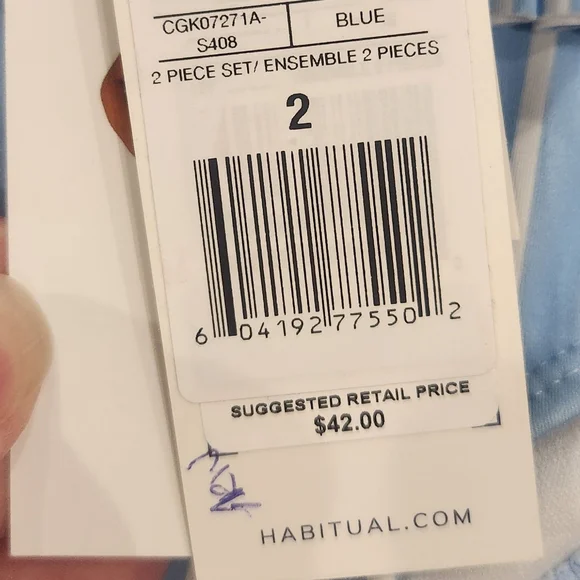 CGK07271A-
S408
BLUE
2 PIECE SET/ ENSEMBLE 2 PIECES
2
6 04192 77550 2
SUGGESTED RETAIL PRICE
$42.00
HABITUAL.COM